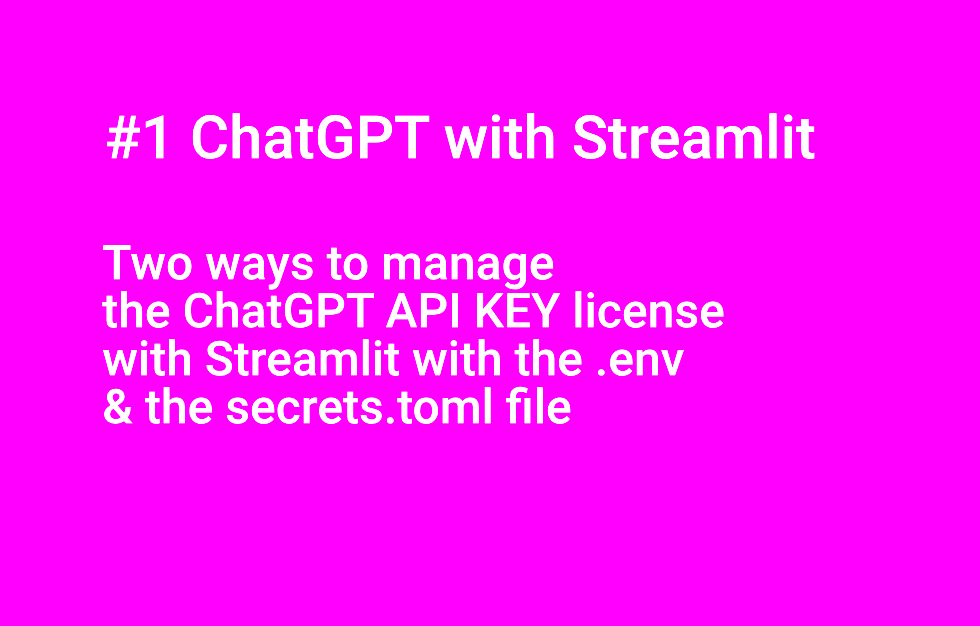 #1 ChatGPT with Streamlit
Two ways to manage
the ChatGPT API KEY license
with Streamlit with the .env
& the secrets.toml file